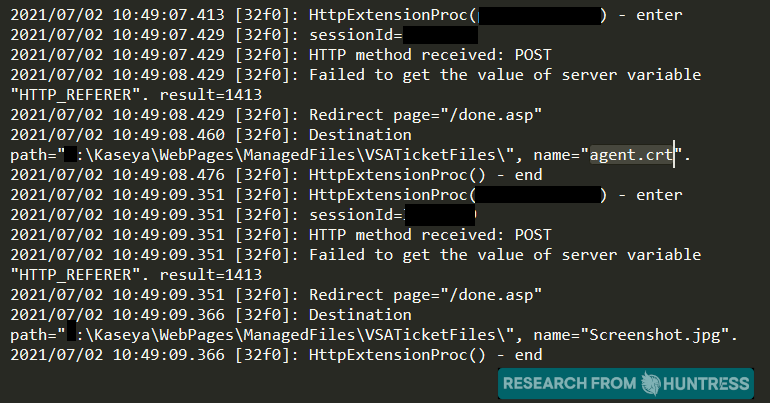 2021/07/02 10:49:07.413 [32f0]: HttpExtensionProc( ) - enter
2021/07/02 10:49:07.429 [32f0]: sessionId=
2021/07/02 10:49:07.429 [32f0]: HTTP method received: POST
2021/07/02 10:49:08.429 [32f0]: Failed to get the value of server variable
"HTTP_REFERER". result=1413
2021/07/02 10:49:08.429 [32f0]: Redirect page="/done.asp"
2021/07/02 10:49:08.460 [32f0]: Destination
path=" :\Kaseya\WebPages\ManagedFiles\VSATicketFiles\", name="agent.crt".
2021/07/02 10:49:08.476 [32f0]: HttpExtensionProc() - end
2021/07/02 10:49:09.351 [32f0]: HttpExtensionProc( ) - enter
2021/07/02 10:49:09.351 [32f0]: sessionId=
2021/07/02 10:49:09.351 [32f0]: HTTP method received: POST
2021/07/02 10:49:09.351 [32f0]: Failed to get the value of server variable
"HTTP_REFERER". result=1413
2021/07/02 10:49:09.351 [32f0]: Redirect page="/done.asp"
2021/07/02 10:49:09.366 [32f0]: Destination
path=" :\Kaseya\WebPages\ManagedFiles\VSATicketFiles\", name="Screenshot.jpg".
2021/07/02 10:49:09.366 [32f0]: HttpExtensionProc() - end
RESEARCH FROM HUNTRESS